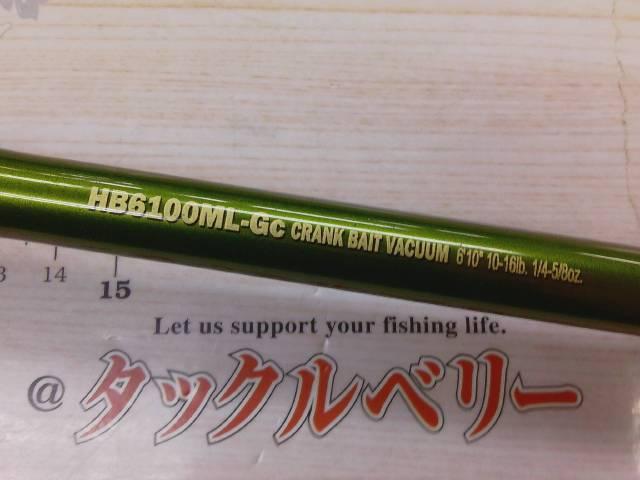 HB6100ML-Gc CRANK BAIT VACUUM 6'10" 10-16lb. 1/4-5/8oz.
3 14 15
Let us support your fishing life.
@タックルベリー